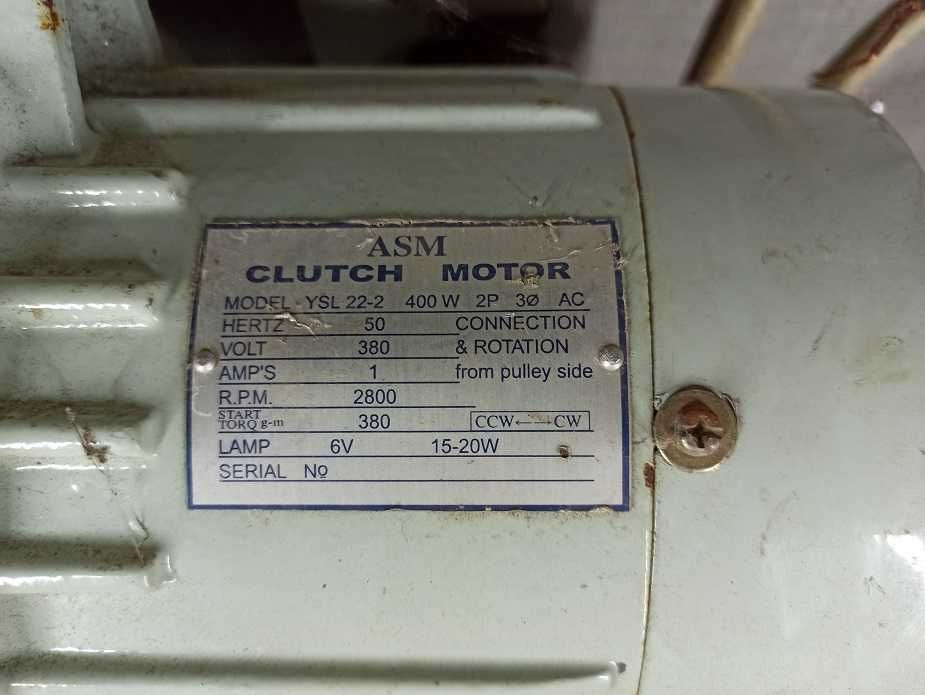 ASM
CLUTCH MOTOR
MODEL YSL 22-2 400 W 2P 3Ø AC
HERTZ 50 CONNECTION
VOLT 380 & ROTATION
AMP'S 1 from pulley side
R.P.M. 2800
START
TORQ g-m 380 CCW←→CW
LAMP 6V 15-20W
SERIAL No